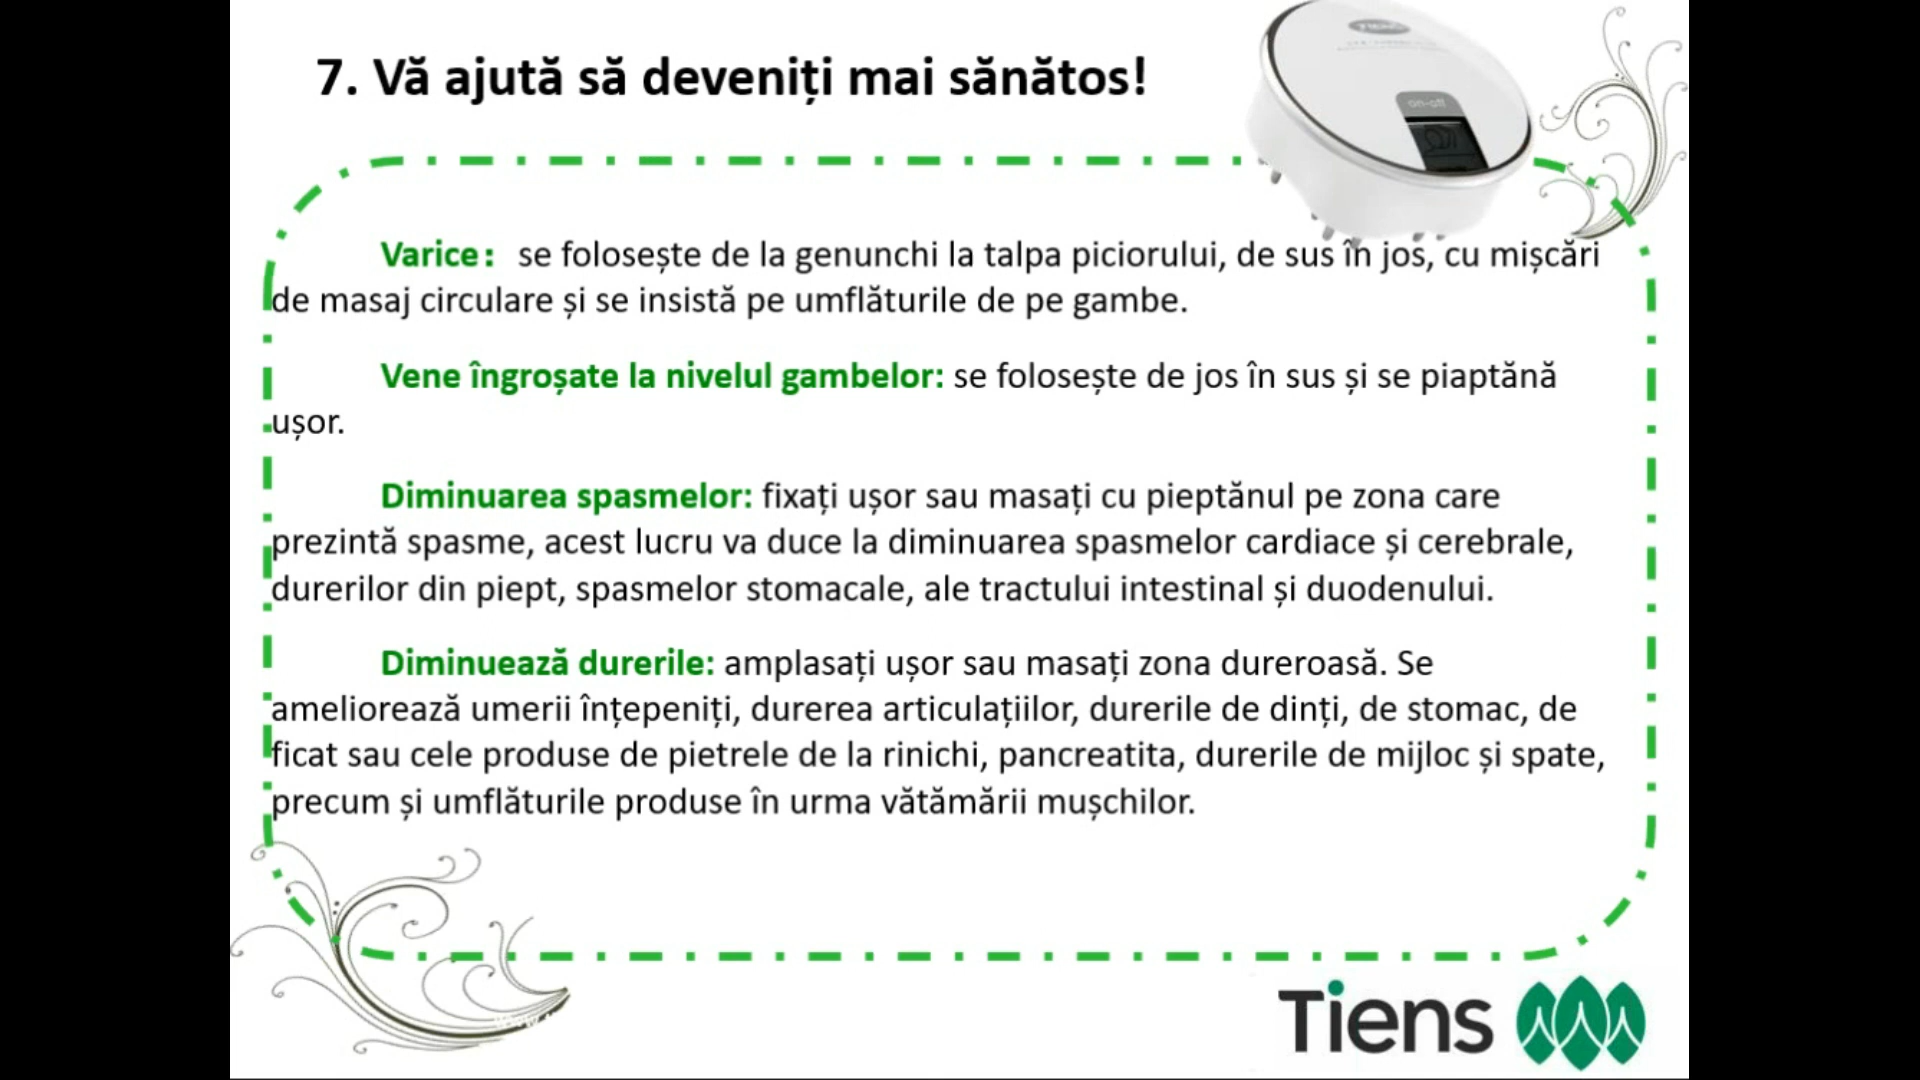 7. Vă ajută să deveniți mai sănătos!
on-off
Varice: se folosește de la genunchi la talpa piciorului, de sus în jos, cu mișcări
de masaj circulare și se insistă pe umflăturile de pe gambe.
Vene îngroșate la nivelul gambelor: se folosește de jos în sus și se piaptănă
ușor.
Diminuarea spasmelor: fixați ușor sau masați cu pieptănul pe zona care
prezintă spasme, acest lucru va duce la diminuarea spasmelor cardiace și cerebrale,
durerilor din piept, spasmelor stomacale, ale tractului intestinal și duodenului.
Diminuează durerile: amplasați ușor sau masați zona dureroasă. Se
ameliorează umerii înțepeniți, durerea articulațiilor, durerile de dinți, de stomac, de
ficat sau cele produse de pietrele de la rinichi, pancreatita, durerile de mijloc și spate,
precum și umflăturile produse în urma vătămării mușchilor.
Tiens